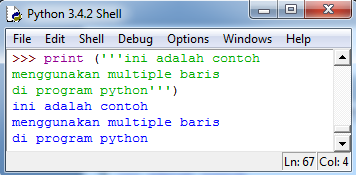 Python 3.4.2 Shell
File Edit Shell Debug Options Windows Help
>>> print ('''ini adalah contoh
menggunakan multiple baris
di program python''')
ini adalah contoh
menggunakan multiple baris
di program python
Ln: 67 Col: 4